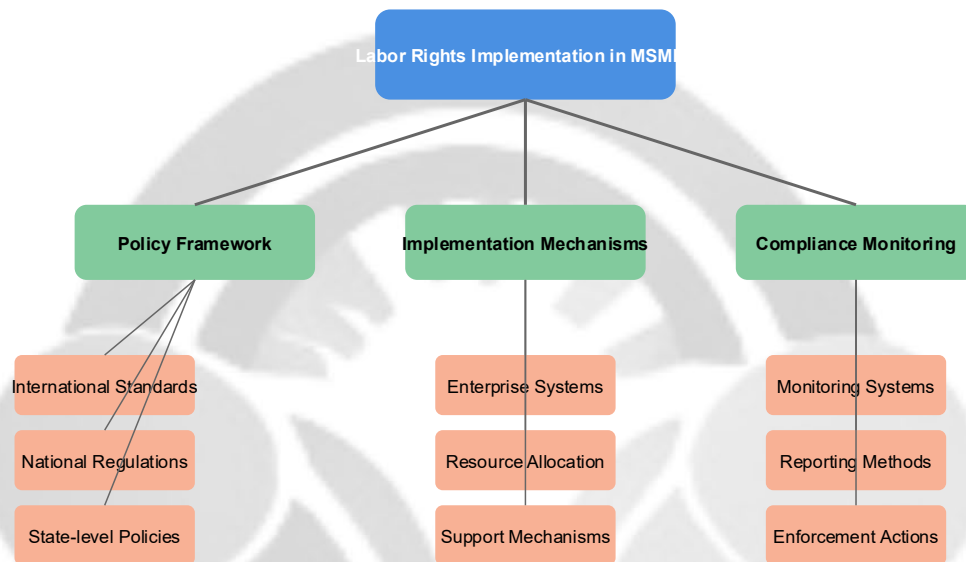 Labor Rights Implementation in
Policy Framework
Implementation Mechanisms
Compliance Monitoring
International Standards
Enterprise Systems
Monitoring Systems
National Regulations
Resource Allocation
Reporting Methods
State-level Policies
Support Mechanisms
Enforcement Actions